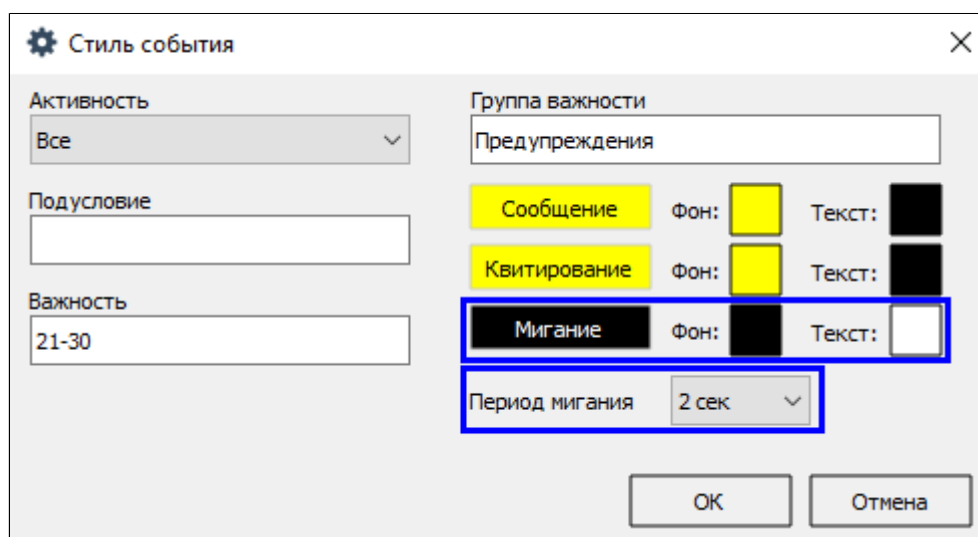 Стиль события
Активность
Все
Подусловие
Важность
21-30
Группа важности
Предупреждения
Сообщение Фон: Текст:
Квитирование Фон: Текст:
Мигание Фон: Текст:
Период мигания 2 сек
ОК Отмена